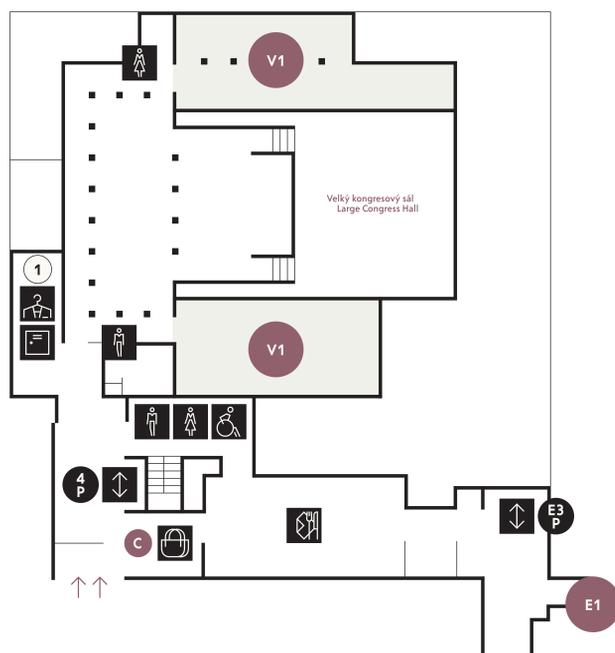 V1
Velký kongresový sál
Large Congress Hall
1
V1
4
P
C
E3
P
E1